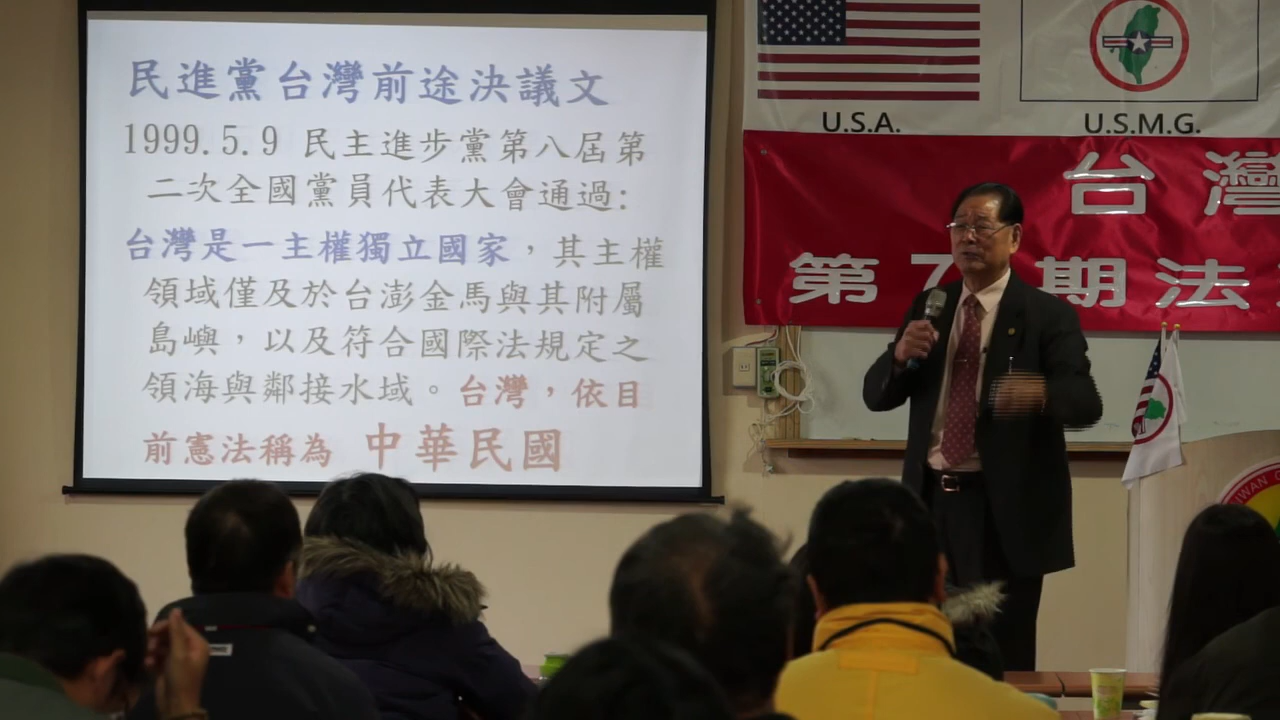 民進黨台灣前途決議文
1999.5.9 民主進步黨第八屆第
二次全國黨員代表大會通過:
台灣是一主權獨立國家，其主權
領域僅及於台澎金馬與其附屬
島嶼，以及符合國際法規定之
領海與鄰接水域。台灣，依目
前憲法稱為 中華民國
U.S.A.
U.S.M.G.
台灣
第7期法